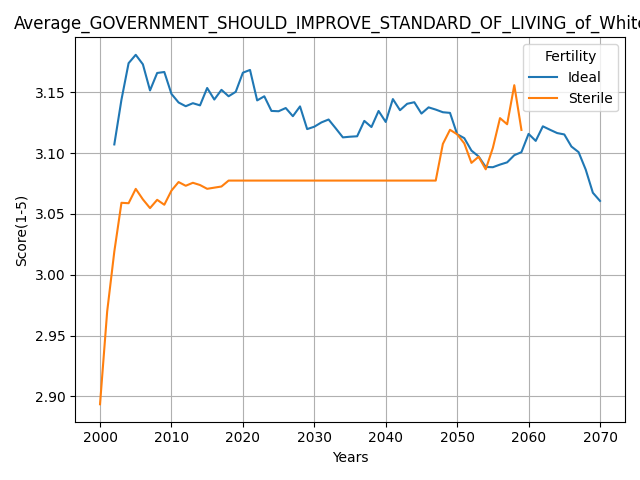 Average_GOVERNMENT_SHOULD_IMPROVE_STANDARD_OF_LIVING_of_White
Fertility
Ideal
Sterile
3.15
3.10
3.05
3.00
2.95
2.90
Score(1-5)
2000 2010 2020 2030 2040 2050 2060 2070
Years